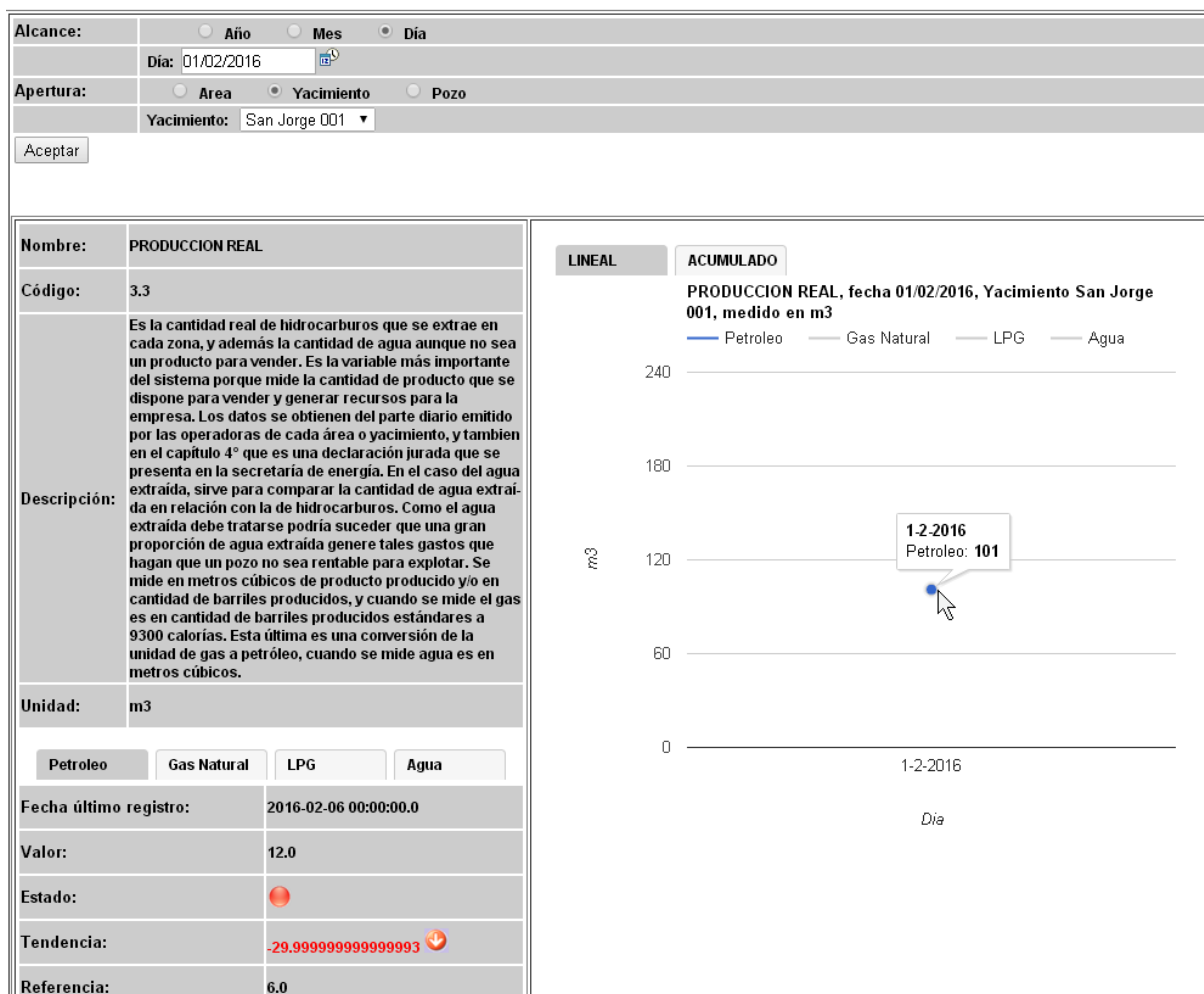 Alcance: Año Mes Día
Día: 01/02/2016
Apertura: Area Yacimiento Pozo
Yacimiento: San Jorge 001
Aceptar
Nombre: PRODUCCION REAL
Código: 3.3
Descripción:
Es la cantidad real de hidrocarburos que se extrae en
cada zona, y además la cantidad de agua aunque no sea
un producto para vender. Es la variable más importante
del sistema porque mide la cantidad de producto que se
dispone para vender y generar recursos para la
empresa. Los datos se obtienen del parte diario emitido
por las operadoras de cada área o yacimiento, y tambien
en el capítulo 4° que es una declaración jurada que se
presenta en la secretaría de energía. En el caso del agua
extraída, sirve para comparar la cantidad de agua extraí-
da en relación con la de hidrocarburos. Como el agua
extraída debe tratarse podría suceder que una gran
proporción de agua extraída genere tales gastos que
hagan que un pozo no sea rentable para explotar. Se
mide en metros cúbicos de producto producido y/o en
cantidad de barriles producidos, y cuando se mide el gas
es en cantidad de barriles producidos estándares a
9300 calorías. Esta última es una conversión de la
unidad de gas a petróleo, cuando se mide agua es en
metros cúbicos.
Unidad: m3
Petroleo Gas Natural LPG Agua
Fecha último registro: 2016-02-06 00:00:00.0
Valor: 12.0
Estado:
Tendencia: -29.999999999999993
Referencia: 6.0
LINEAL ACUMULADO
PRODUCCION REAL, fecha 01/02/2016, Yacimiento San Jorge
001, medido en m3
Petroleo Gas Natural LPG Agua
240
180
120
60
0
m3
1-2-2016
Petroleo: 101
1-2-2016
Dia